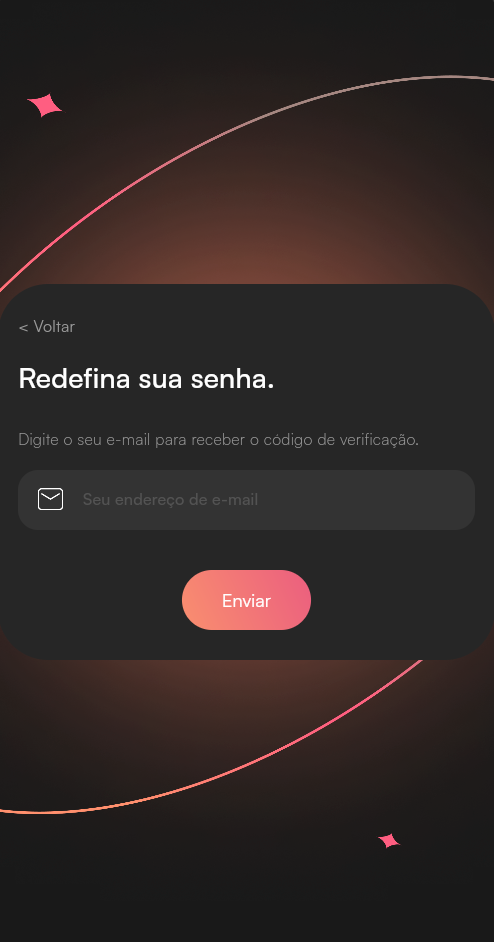 < Voltar
Redefina sua senha.
Digite o seu e-mail para receber o código de verificação.
Seu endereço de e-mail
Enviar